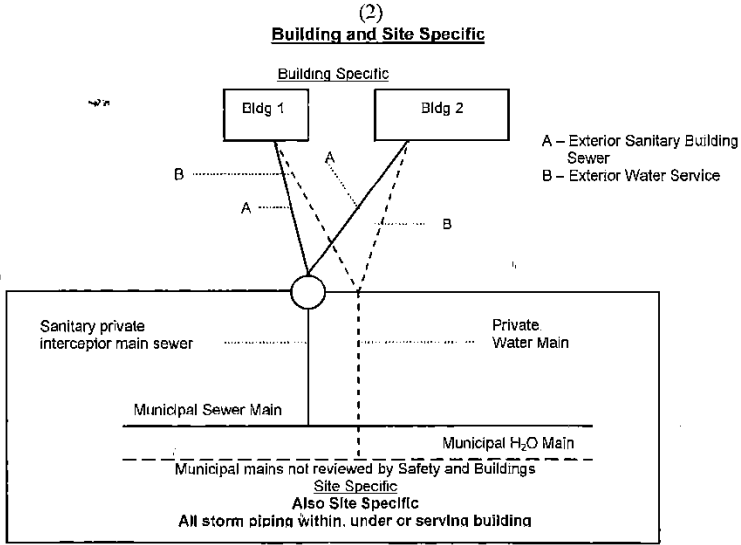 (2)
Building and Site Specific
Building Specific
Bldg 1
Bldg 2
A – Exterior Sanitary Building
Sewer
B – Exterior Water Service
A
B
A
B
Sanitary private
interceptor main sewer
Private
Water Main
Municipal Sewer Main
Municipal H₂O Main
Municipal mains not reviewed by Safety and Buildings
Site Specific
Also Site Specific
All storm piping within, under or serving building